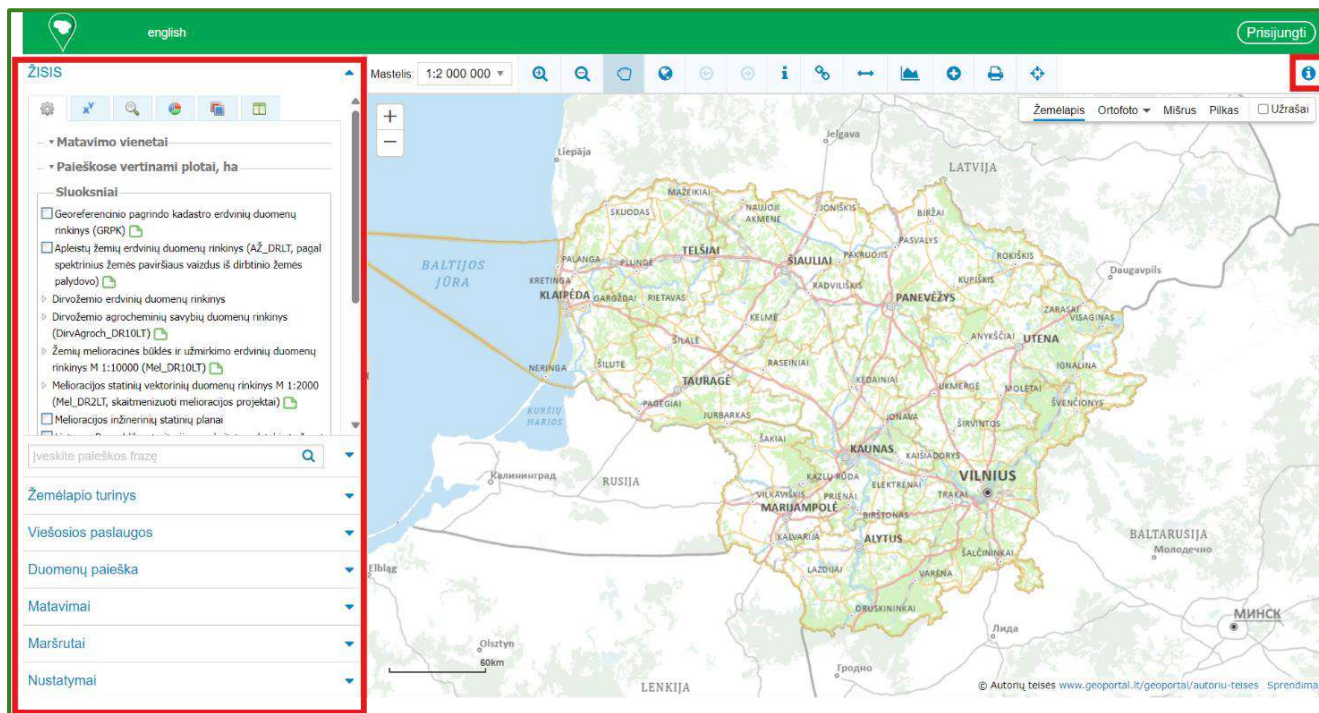 english
Prisijungti
ŽISIS
Matavimo vienetai
Paieškose vertinami plotai, ha
Sluoksniai
Georeferencinio pagrindo kadastro erdvinių duomenų
rinkinys (GRPK)
Apleistų žemių erdvinių duomenų rinkinys (AŽ_DRLT, pagal
spektrinius žemės paviršiaus vaizdus iš dirbtinio žemės
palydovo)
Dirvožemio erdvinių duomenų rinkinys
Dirvožemio agrocheminių savybių duomenų rinkinys
(DirvAgroch_DR10LT)
Žemių melioracinės būklės ir užmirkimo erdvinių duomenų
rinkinys M 1:10000 (Mel_DR10LT)
Melioracijos statinių vektorinių duomenų rinkinys M 1:2000
(Mel_DR2LT, skaitmenizuoti melioracijos projektai)
Melioracijos inžinerinių statinių planai
Įveskite paieškos frazę
Žemėlapio turinys
Viešosios paslaugos
Duomenų paieška
Matavimai
Maršrutai
Nustatymai
Mastelis: 1:2 000 000
Žemėlapis Ortofoto Mišrus Pilkas Užrašai
Liepāja
Jelgava
LATVIJA
MAŽEIKIAI
SKUODAS
NAUJOJI
AKMENĖ
JONIŠKIS
BIRŽAI
PASVALYS
TELŠIAI
ŠIAULIAI
PAKRUOJIS
ROKIŠKIS
BALTIJOS
JŪRA
PALANGA
PLUNGĖ
Daugavpils
KRETINGA
KUPIŠKIS
RADVILIŠKIS
KLAIPĖDA
GARGŽDAI
RIETAVAS
PANEVĖŽYS
ZARASAI
VISAGINAS
KELMĖ
ANYKŠČIAI
UTENA
ŠILALĖ
NERINGA
ŠILUTĖ
RASEINIAI
IGNALINA
TAURAGĖ
KĖDAINIAI
UKMERGĖ
MOLĖTAI
PAGĖGIAI
ŠVENČIONYS
KURŠIŲ
MARIOS
JURBARKAS
JONAVA
ŠIRVINTOS
ŠAKIAI
KAUNAS
KAIŠIADORYS
VILNIUS
Калининград
RUSIJA
KAZLŲ RŪDA
ELEKTRĖNAI
VILKAVIŠKIS
PRIENAI
TRAKAI
MARIJAMPOLĖ
BIRŠTONAS
KALVARIJA
ALYTUS
BALTARUSIJA
Молодечно
ŠALČININKAI
Elbląg
LAZDIJAI
VARĖNA
DRUSKININKAI
МИНСК
Лида
Olsztyn
60km
Гродно
LENKIJA
© Autorių teisės www.geoportal.lt/geoportal/autoriu-teises Sprendima